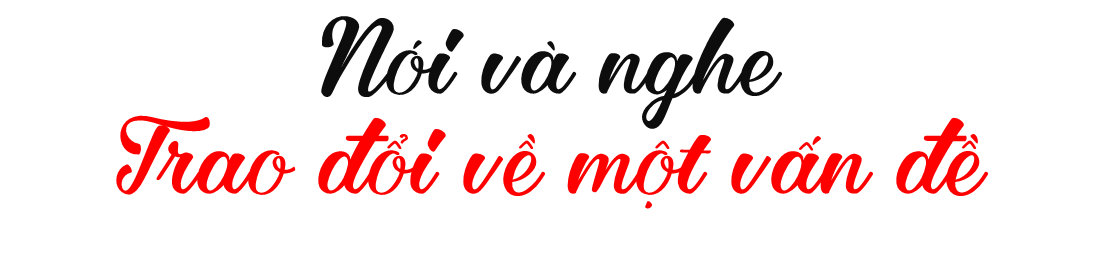 Nói và nghe
Trao đổi về một vấn đề